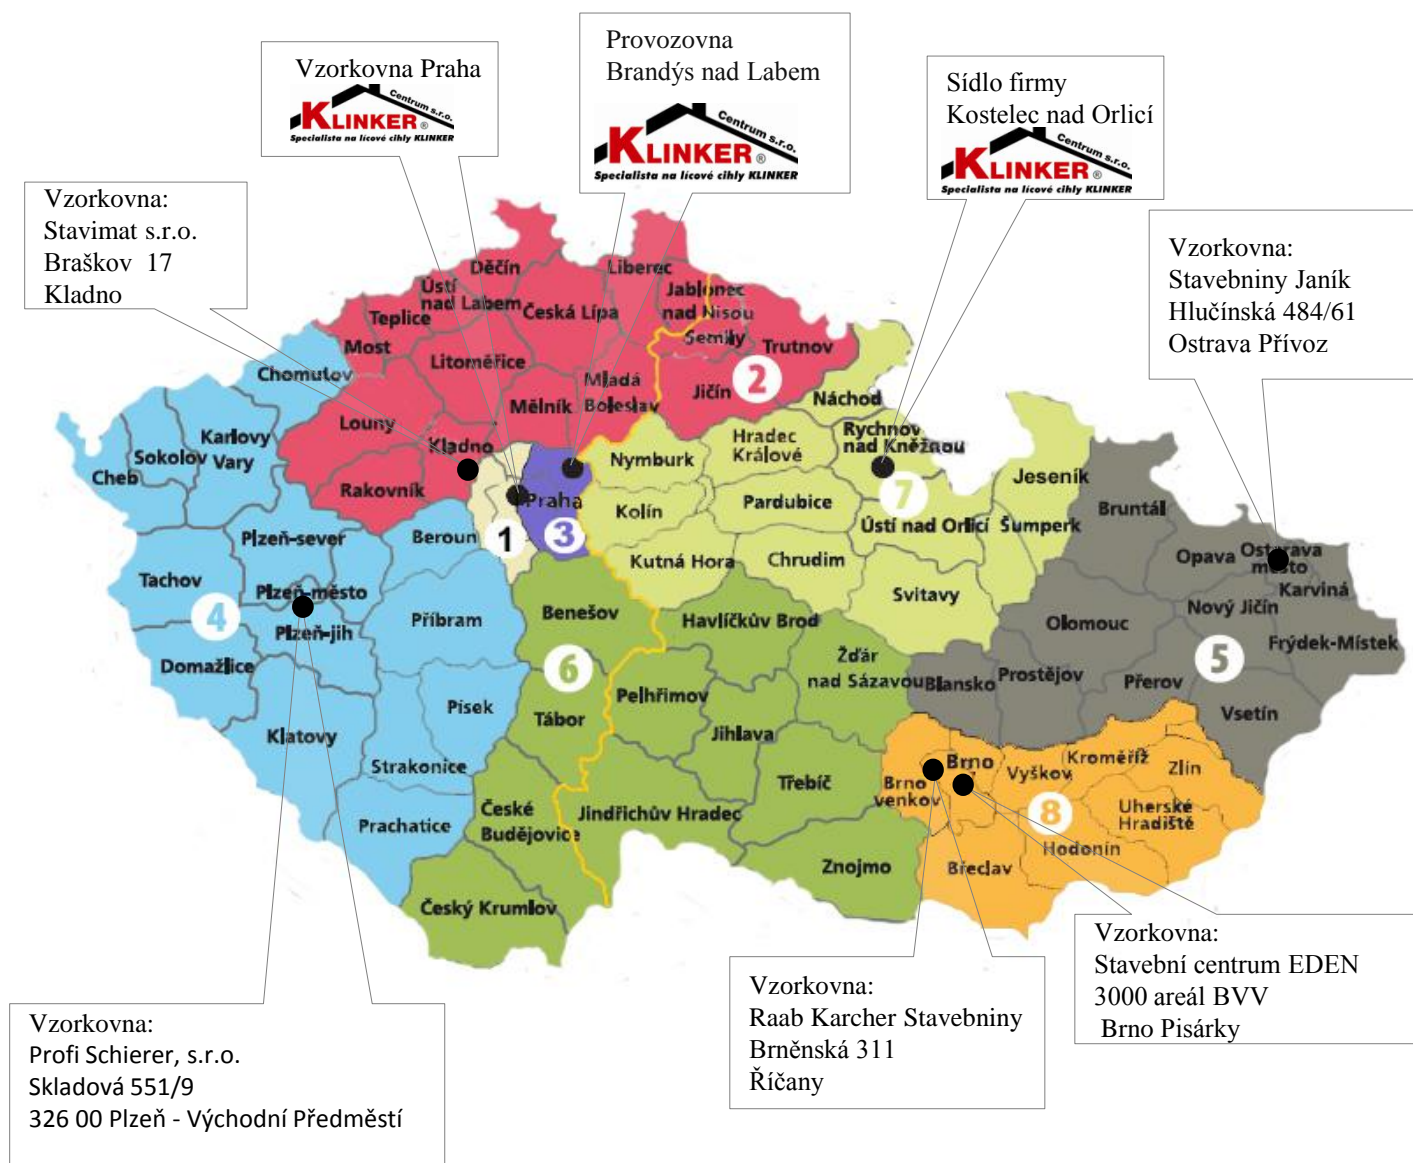 Vzorkovna Praha
Centrum s.r.o.
KLINKER ®
Specialista na lícové cihly KLINKER
Provozovna
Brandýs nad Labem
Centrum s.r.o.
KLINKER ®
Specialista na lícové cihly KLINKER
Sídlo firmy
Kostelec nad Orlicí
Centrum s.r.o.
KLINKER ®
Specialista na lícové cihly KLINKER
Vzorkovna:
Stavimat s.r.o.
Braškov 17
Kladno
Vzorkovna:
Stavebniny Janík
Hlučínská 484/61
Ostrava Přívoz
Děčín
Liberec
Ústí
nad Labem
Jablonec
nad Nisou
Česká Lípa
Teplice
Semily
Trutnov
Most
Litoměřice
Chomutov
Mladá
Boleslav
Jičín
2
Mělník
Náchod
Louny
Kladno
Karlovy
Vary
Sokolov
Cheb
Rakovník
Hradec
Králové
Rychnov
nad Kněžnou
Nymburk
Jeseník
7
Praha
Pardubice
Kolín
Bruntál
Plzeň-sever
Beroun
1
3
Ústí nad Orlicí
Šumperk
Kutná Hora
Chrudim
Opava
Ostrava
město
Karviná
Tachov
Plzeň-město
Svitavy
Nový Jičín
4
Plzeň-jih
Příbram
Benešov
Havlíčkův Brod
Olomouc
Frýdek-Místek
Domažlice
6
Žďár
nad Sázavou
Blansko
Prostějov
Přerov
5
Písek
Tábor
Pelhřimov
Vsetín
Klatovy
Jihlava
Strakonice
Třebíč
Brno
Brno
venkov
Vyškov
Kroměříž
Zlín
České
Budějovice
Jindřichův Hradec
Prachatice
8
Uherské
Hradiště
Hodonín
Znojmo
Břeclav
Český Krumlov
Vzorkovna:
Stavební centrum EDEN
3000 areál BVV
Brno Pisárky
Vzorkovna:
Raab Karcher Stavebniny
Brněnská 311
Říčany
Vzorkovna:
Profi Schierer, s.r.o.
Skladová 551/9
326 00 Plzeň - Východní Předměstí